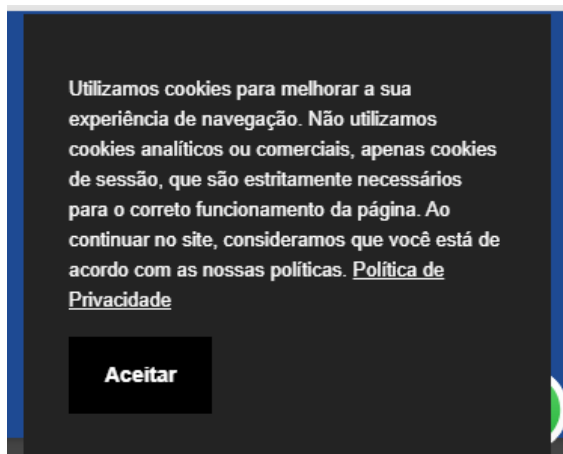 Utilizamos cookies para melhorar a sua
experiência de navegação. Não utilizamos
cookies analíticos ou comerciais, apenas cookies
de sessão, que são estritamente necessários
para o correto funcionamento da página. Ao
continuar no site, consideramos que você está de
acordo com as nossas políticas. Política de
Privacidade
Aceitar